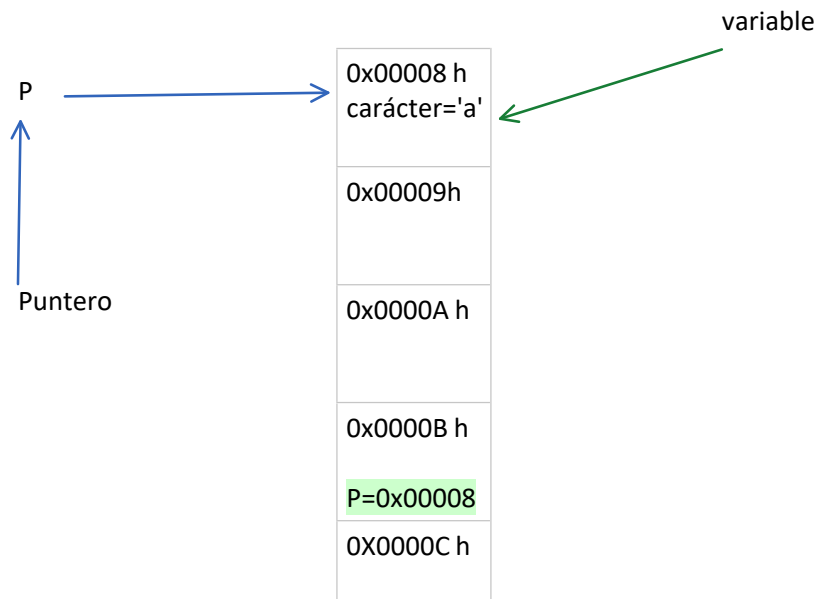 variable
0x00008 h
carácter='a'
P
0x00009h
Puntero
0x0000A h
0x0000B h
P=0x00008
0X0000C h